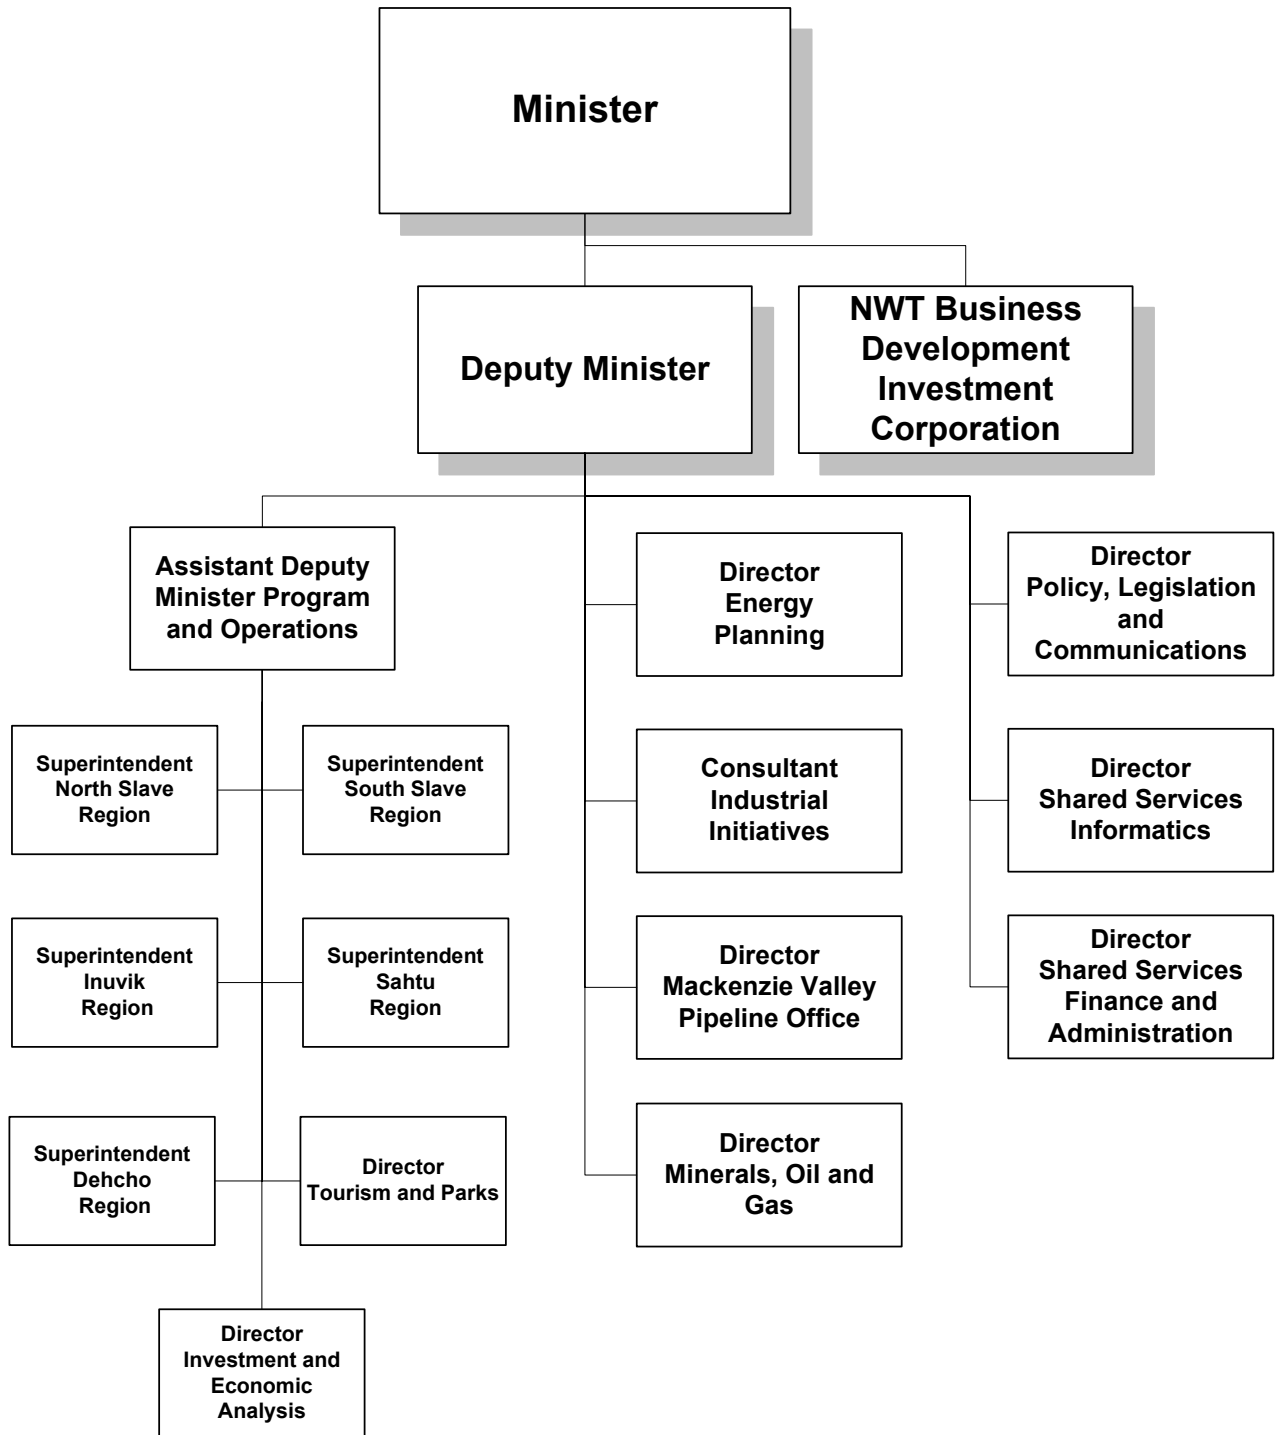 Minister
Deputy Minister
NWT Business
Development
Investment
Corporation
Assistant Deputy
Minister Program
and Operations
Director
Energy
Planning
Director
Policy, Legislation
and
Communications
Superintendent
North Slave
Region
Superintendent
South Slave
Region
Consultant
Industrial
Initiatives
Director
Shared Services
Informatics
Superintendent
Inuvik
Region
Superintendent
Sahtu
Region
Director
Mackenzie Valley
Pipeline Office
Director
Shared Services
Finance and
Administration
Superintendent
Dehcho
Region
Director
Tourism and Parks
Director
Minerals, Oil and
Gas
Director
Investment and
Economic
Analysis